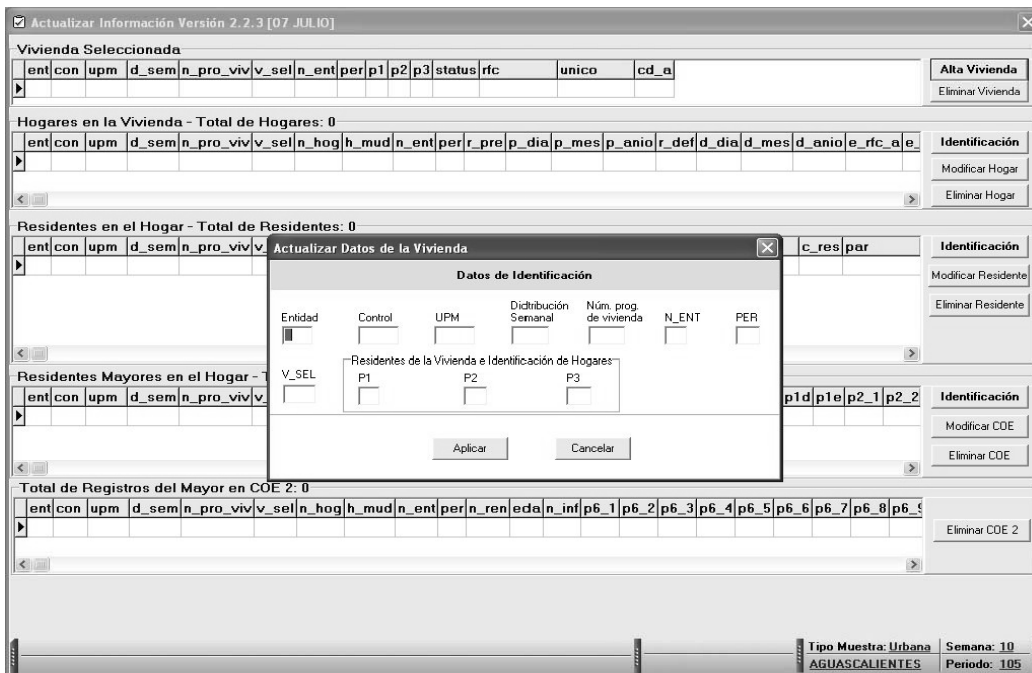 Actualizar Información Versión 2.2.3 [07 JULIO]
Vivienda Seleccionada
ent con upm d_sem n_pro_viv v_sel n_ent per p1 p2 p3 status rfc unico cd_a
Alta Vivienda
Eliminar Vivienda
Hogares en la Vivienda - Total de Hogares: 0
ent con upm d_sem n_pro_viv v_sel n_hog h_mud n_ent per r_pre p_dia p_mes p_anio r_def d_dia d_mes d_anio e_rfc_a e_
Identificación
Modificar Hogar
Eliminar Hogar
Residentes en el Hogar - Total de Residentes: 0
ent con upm d_sem n_pro_viv v_ c_res par
Identificación
Modificar Residente
Eliminar Residente
Actualizar Datos de la Vivienda
Datos de Identificación
Entidad Control UPM Didtribución Semanal Núm. prog. de vivienda N_ENT PER
V_SEL
Residentes de la Vivienda e Identificación de Hogares
P1 P2 P3
Aplicar Cancelar
Residentes Mayores en el Hogar - T
ent con upm d_sem n_pro_viv v_ p1d p1e p2_1 p2_2
Identificación
Modificar COE
Eliminar COE
Total de Registros del Mayor en COE 2: 0
ent con upm d_sem n_pro_viv v_sel n_hog h_mud n_ent per n_ren eda n_inf p6_1 p6_2 p6_3 p6_4 p6_5 p6_6 p6_7 p6_8 p6_9
Eliminar COE 2
Tipo Muestra: Urbana Semana: 10
AGUASCALIENTES Periodo: 105